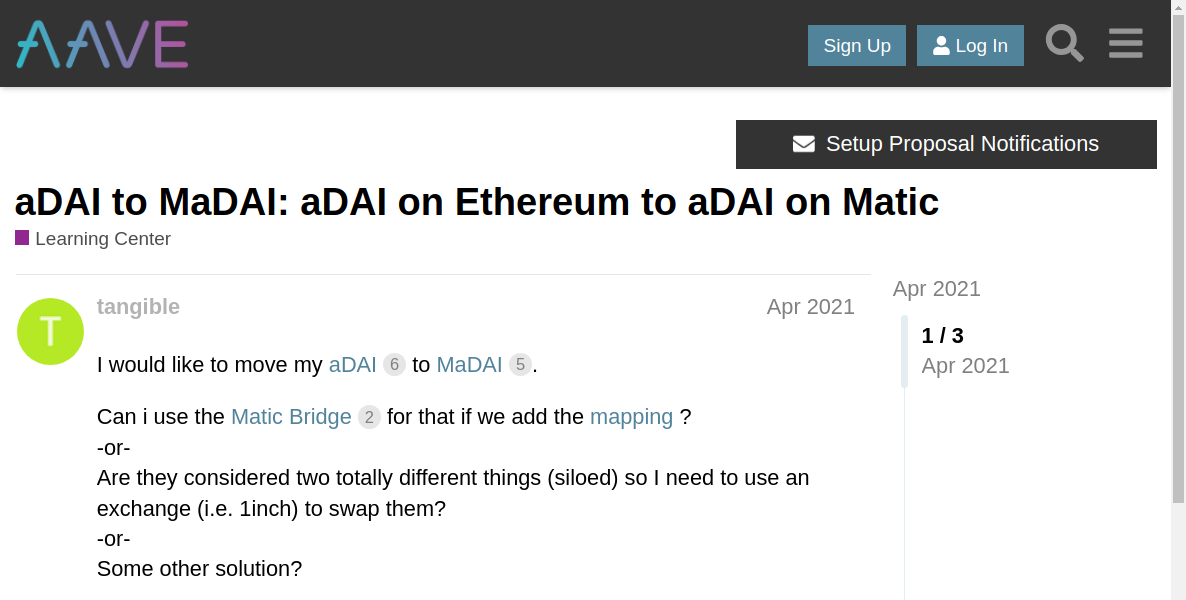 AAVE
Sign Up
Log In
Setup Proposal Notifications
aDAI to MaDAI: aDAI on Ethereum to aDAI on Matic
Learning Center
T
tangible
Apr 2021
I would like to move my aDAI 6 to MaDAI 5.
Can i use the Matic Bridge 2 for that if we add the mapping ?
-or-
Are they considered two totally different things (siloed) so I need to use an
exchange (i.e. 1inch) to swap them?
-or-
Some other solution?
Apr 2021
1 / 3
Apr 2021